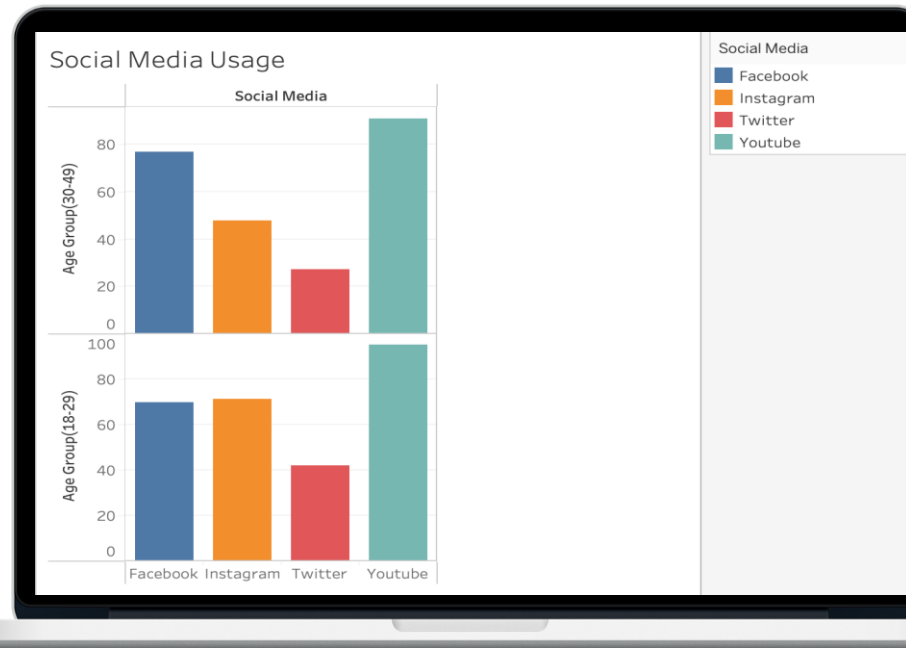 Social Media Usage
Social Media
Age Group(30-49)
80
60
40
20
0
Age Group(18-29)
100
80
60
40
20
0
Facebook Instagram Twitter Youtube
Social Media
Facebook
Instagram
Twitter
Youtube